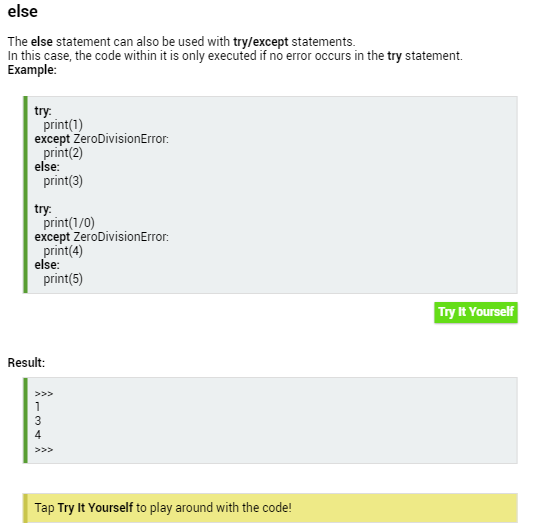 else
The else statement can also be used with try/except statements.
In this case, the code within it is only executed if no error occurs in the try statement.
Example:
try:
print(1)
except ZeroDivisionError:
print(2)
else:
print(3)
try:
print(1/0)
except ZeroDivisionError:
print(4)
else:
print(5)
Try It Yourself
Result:
>>>
1
3
4
>>>
Tap Try It Yourself to play around with the code!